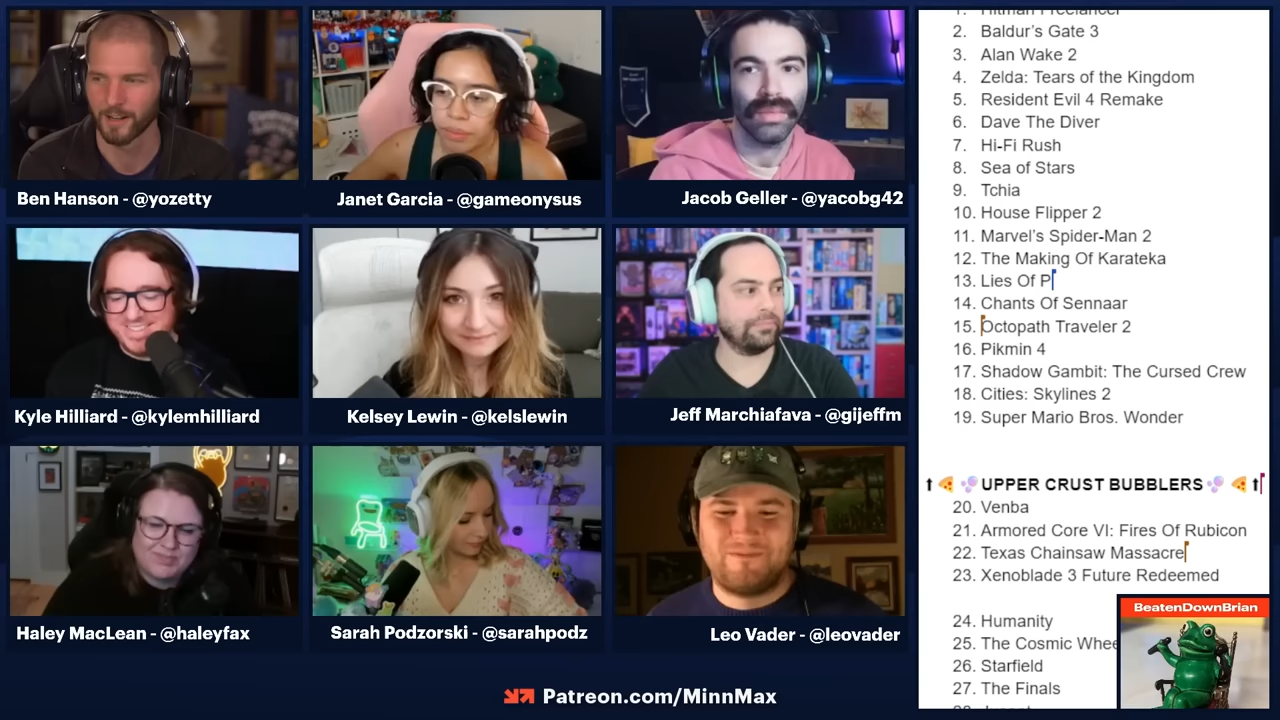 Ben Hanson - @yozetty
Janet Garcia - @gameonysus
Jacob Geller - @yacobg42
Kyle Hilliard - @kylemhilliard
Kelsey Lewin - @kelslewin
Jeff Marchiafava - @gijeffm
Haley MacLean - @haleyfax
Sarah Podzorski - @sarahpodz
Leo Vader - @leovader
Patreon.com/MinnMax
1. Hitman Freelancer
2. Baldur's Gate 3
3. Alan Wake 2
4. Zelda: Tears of the Kingdom
5. Resident Evil 4 Remake
6. Dave The Diver
7. Hi-Fi Rush
8. Sea of Stars
9. Tchia
10. House Flipper 2
11. Marvel's Spider-Man 2
12. The Making Of Karateka
13. Lies Of P
14. Chants Of Sennaar
15. Octopath Traveler 2
16. Pikmin 4
17. Shadow Gambit: The Cursed Crew
18. Cities: Skylines 2
19. Super Mario Bros. Wonder
⬆️🍕🫧UPPER CRUST BUBBLERS🫧🍕⬆️
20. Venba
21. Armored Core VI: Fires Of Rubicon
22. Texas Chainsaw Massacre
23. Xenoblade 3 Future Redeemed
24. Humanity
25. The Cosmic Whee
26. Starfield
27. The Finals
BeatenDownBrian